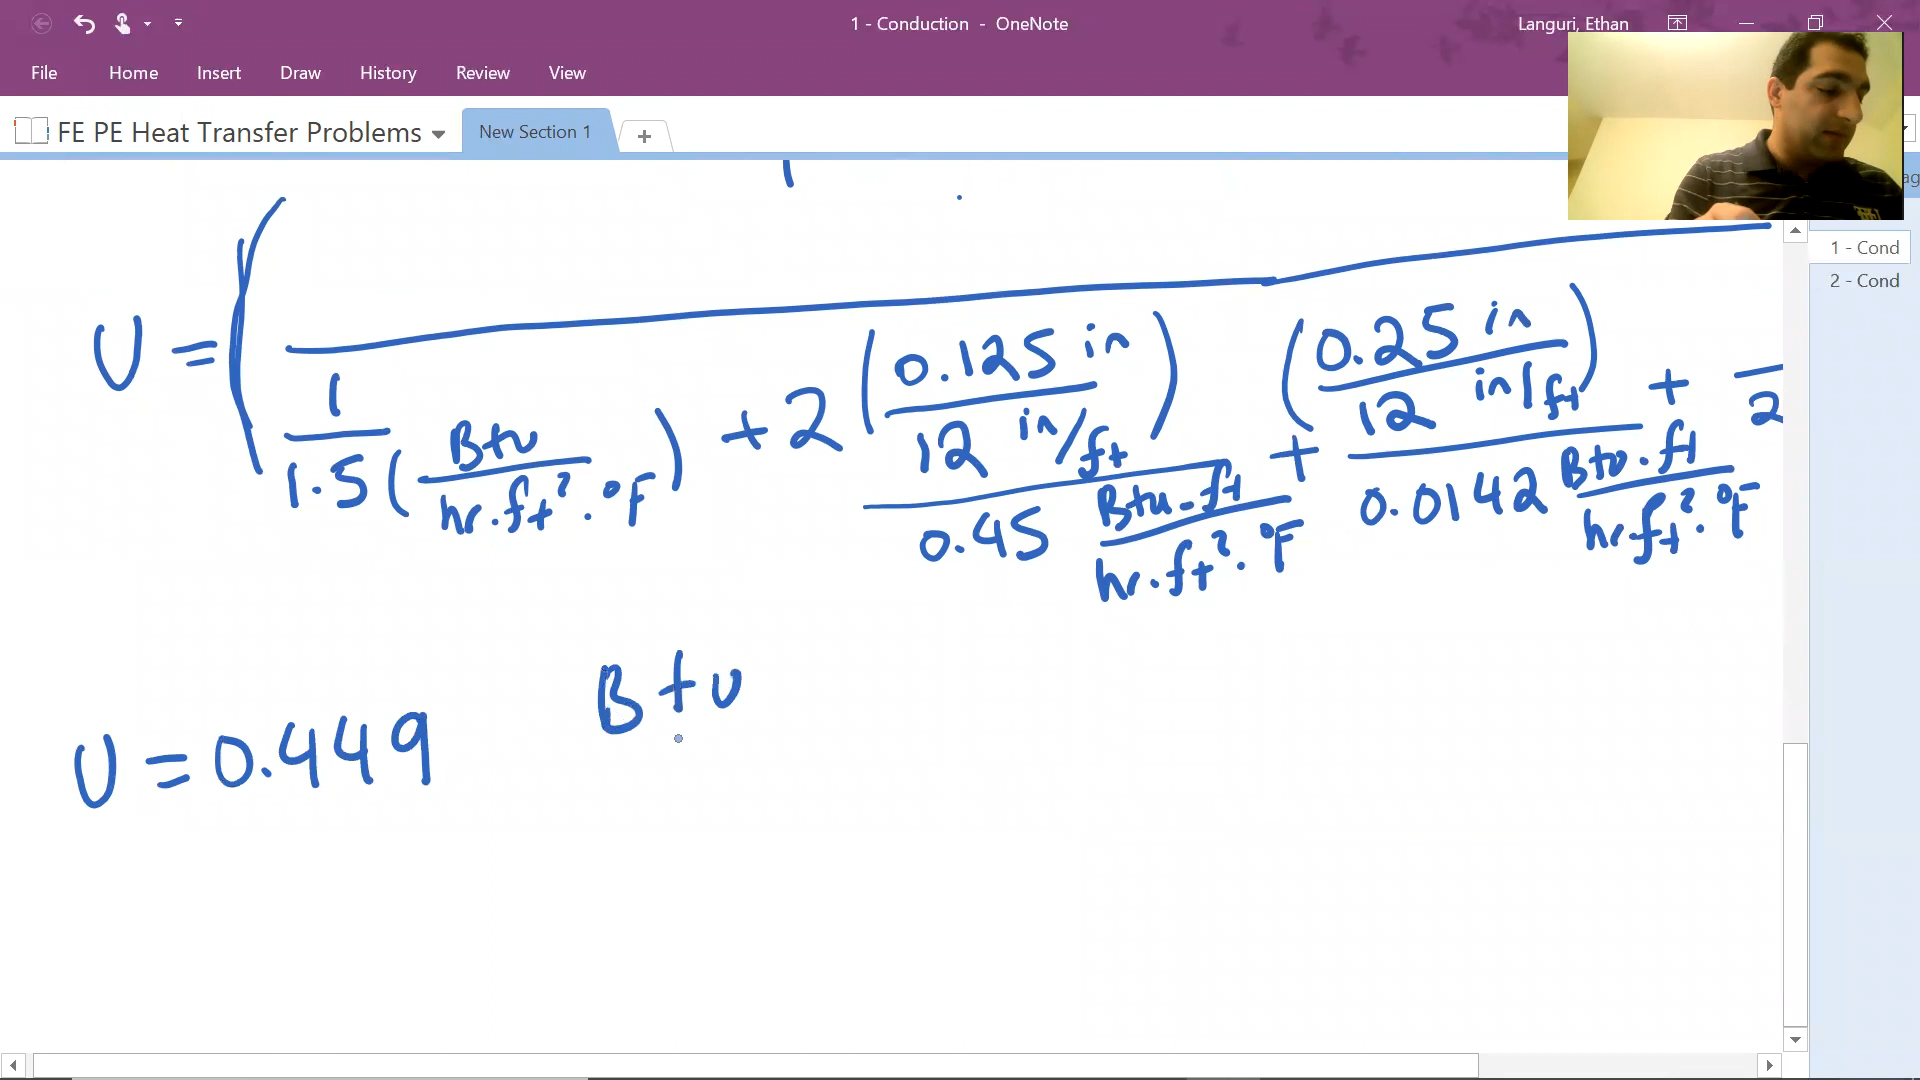 1 - Conduction - OneNote
Languri, Ethan
File Home Insert Draw History Review View
FE PE Heat Transfer Problems
New Section 1
+
1 - Cond
2 - Cond
U = ( 1 / 1.5 (Btu / hr.ft².°F) + 2 (0.125 in / 12 in/ft) / 0.45 Btu.ft / hr.ft².°F + (0.25 in / 12 in/ft) / 0.0142 Btu.ft / hr.ft².°F + 2
U = 0.449 Btu